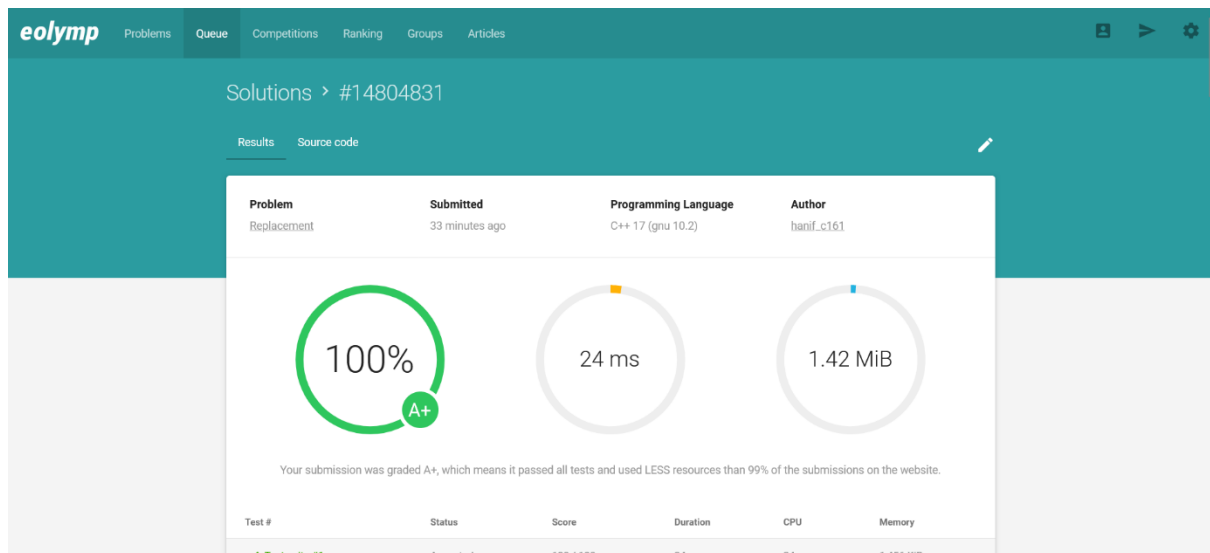 eolymp Problems Queue Competitions Ranking Groups Articles
Solutions > #14804831
Results Source code
Problem Submitted Programming Language Author
Replacement 33 minutes ago C++ 17 (gnu 10.2) hanif_c161
100% 24 ms 1.42 MiB
A+
Your submission was graded A+, which means it passed all tests and used LESS resources than 99% of the submissions on the website.
Test # Status Score Duration CPU Memory